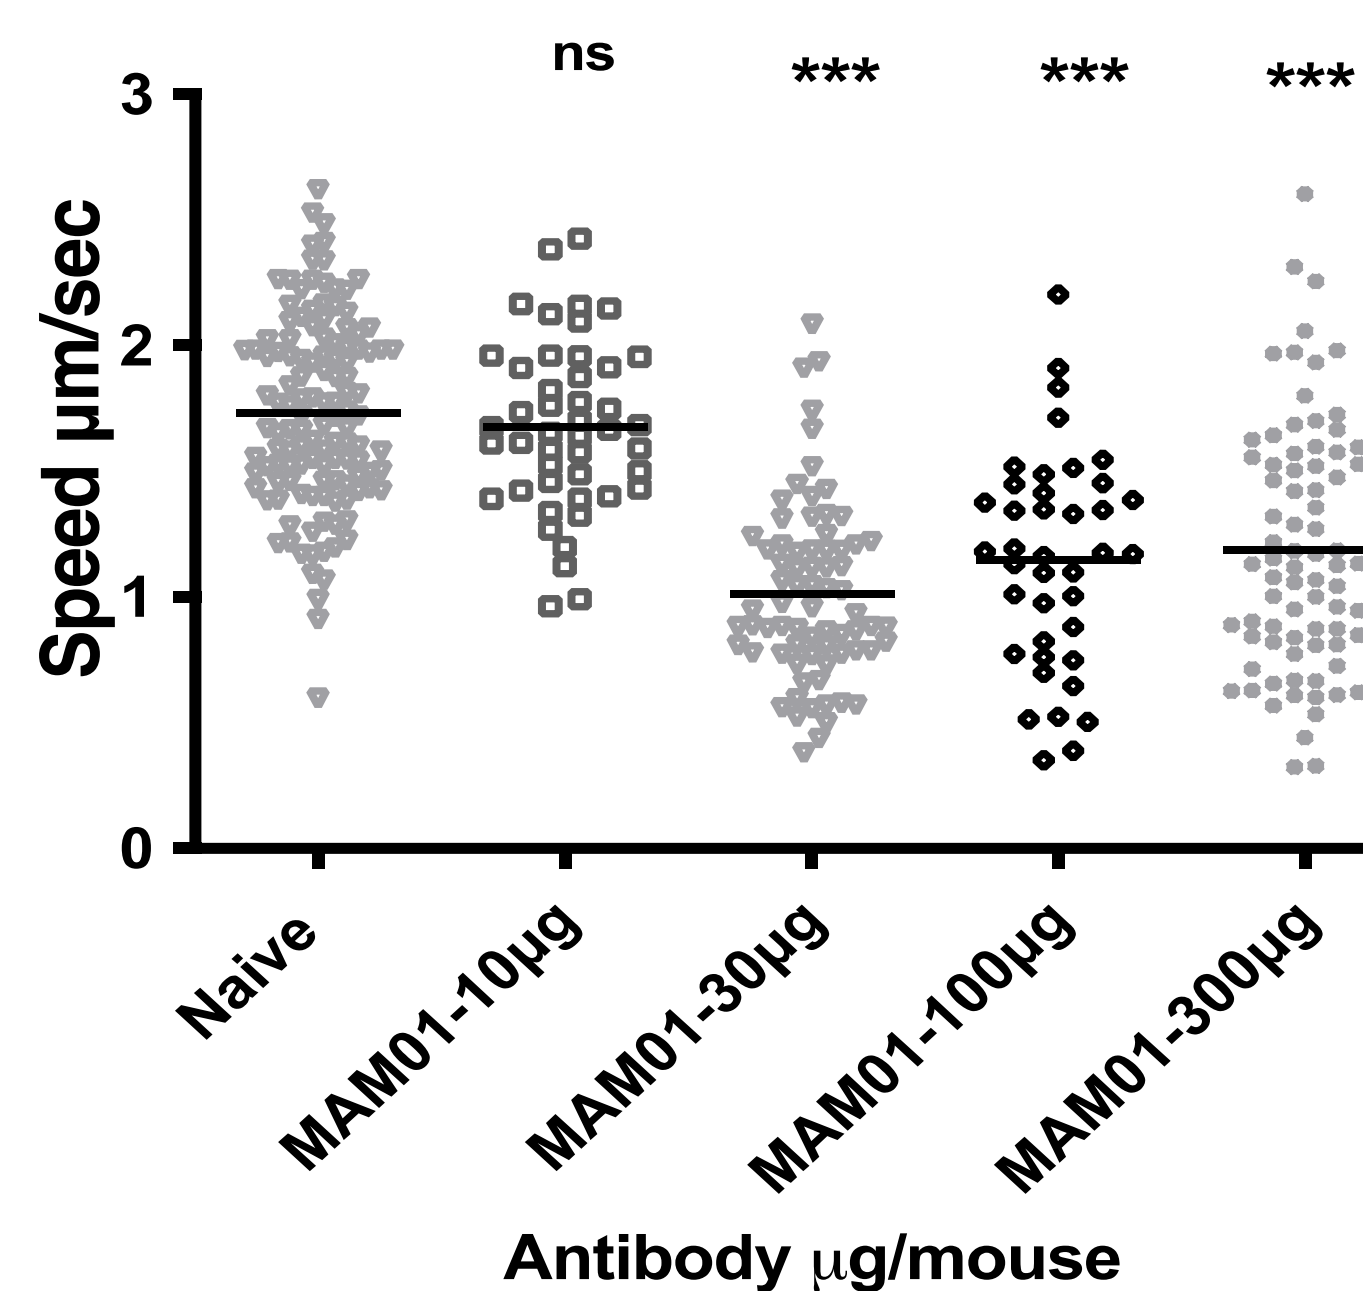 ns *** *** ***
3
2
1
0
Speed µm/sec
Naive
MAM01-10µg
MAM01-30µg
MAM01-100µg
MAM01-300µg
Antibody µg/mouse